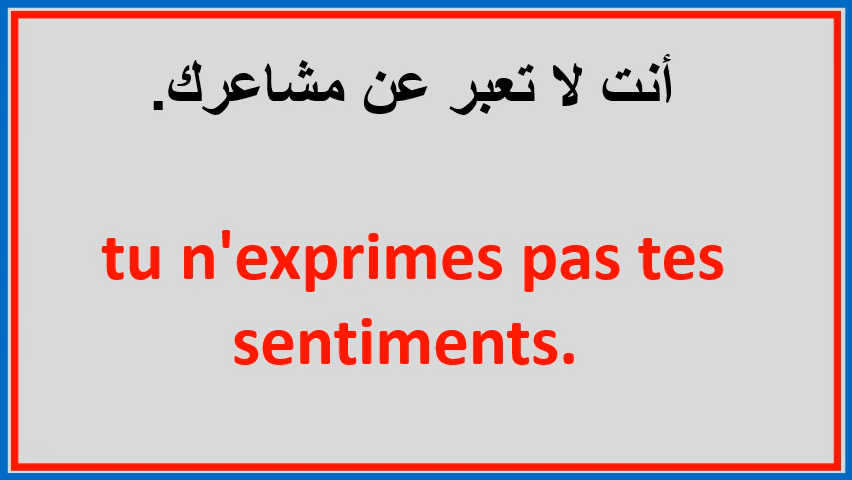 أنت لا تعبر عن مشاعرك.
tu n'exprimes pas tes
sentiments.